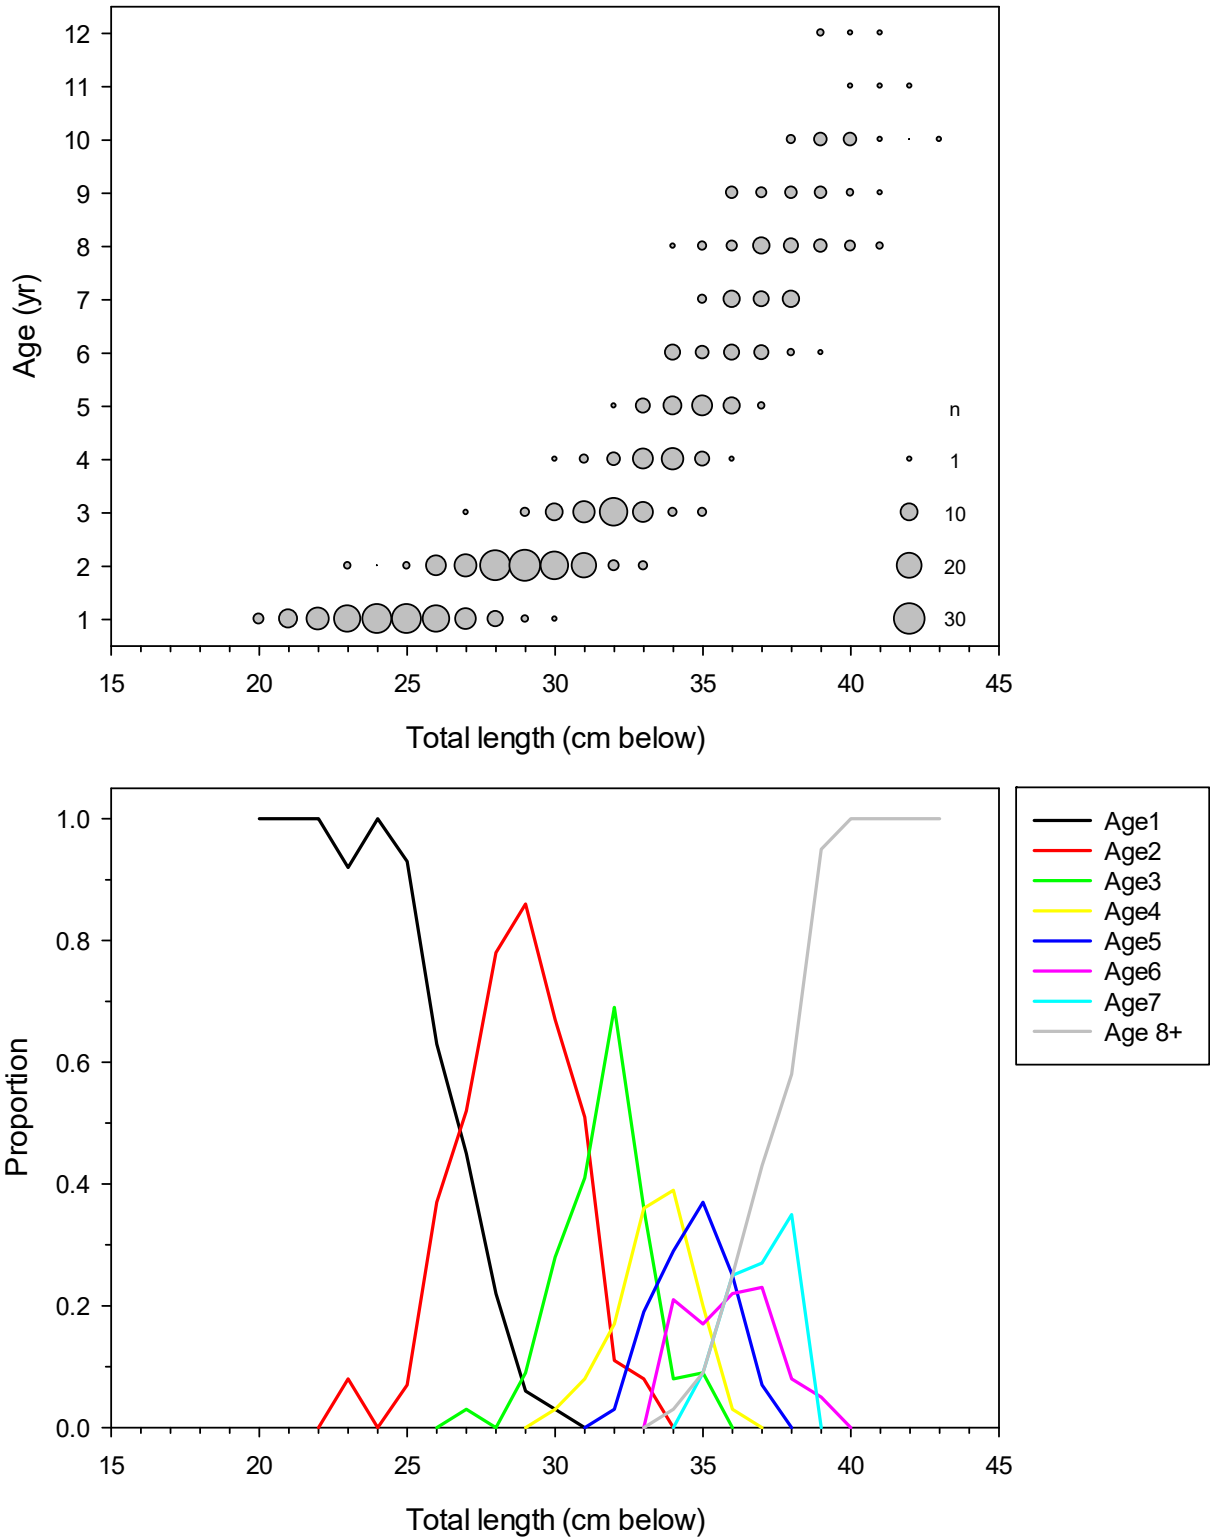 12
11
10
9
8
7
6
5
4
3
2
1
Age (yr)
n
1
10
20
30
15 20 25 30 35 40 45
Total length (cm below)
1.0
0.8
0.6
0.4
0.2
0.0
Proportion
Age1
Age2
Age3
Age4
Age5
Age6
Age7
Age 8+
15 20 25 30 35 40 45
Total length (cm below)